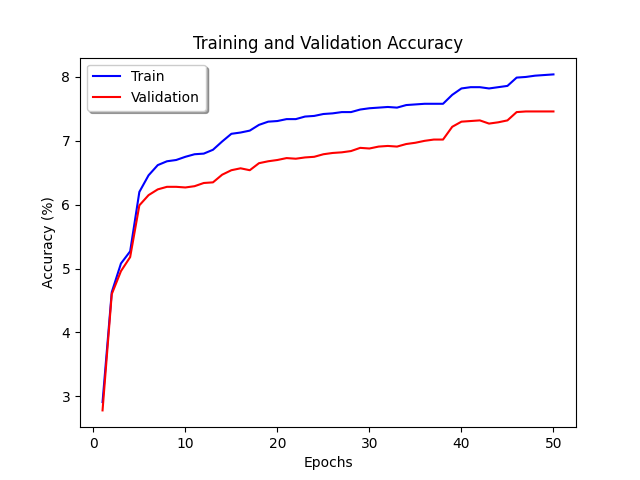 Training and Validation Accuracy
Train
Validation
Accuracy (%)
8
7
6
5
4
3
0 10 20 30 40 50
Epochs